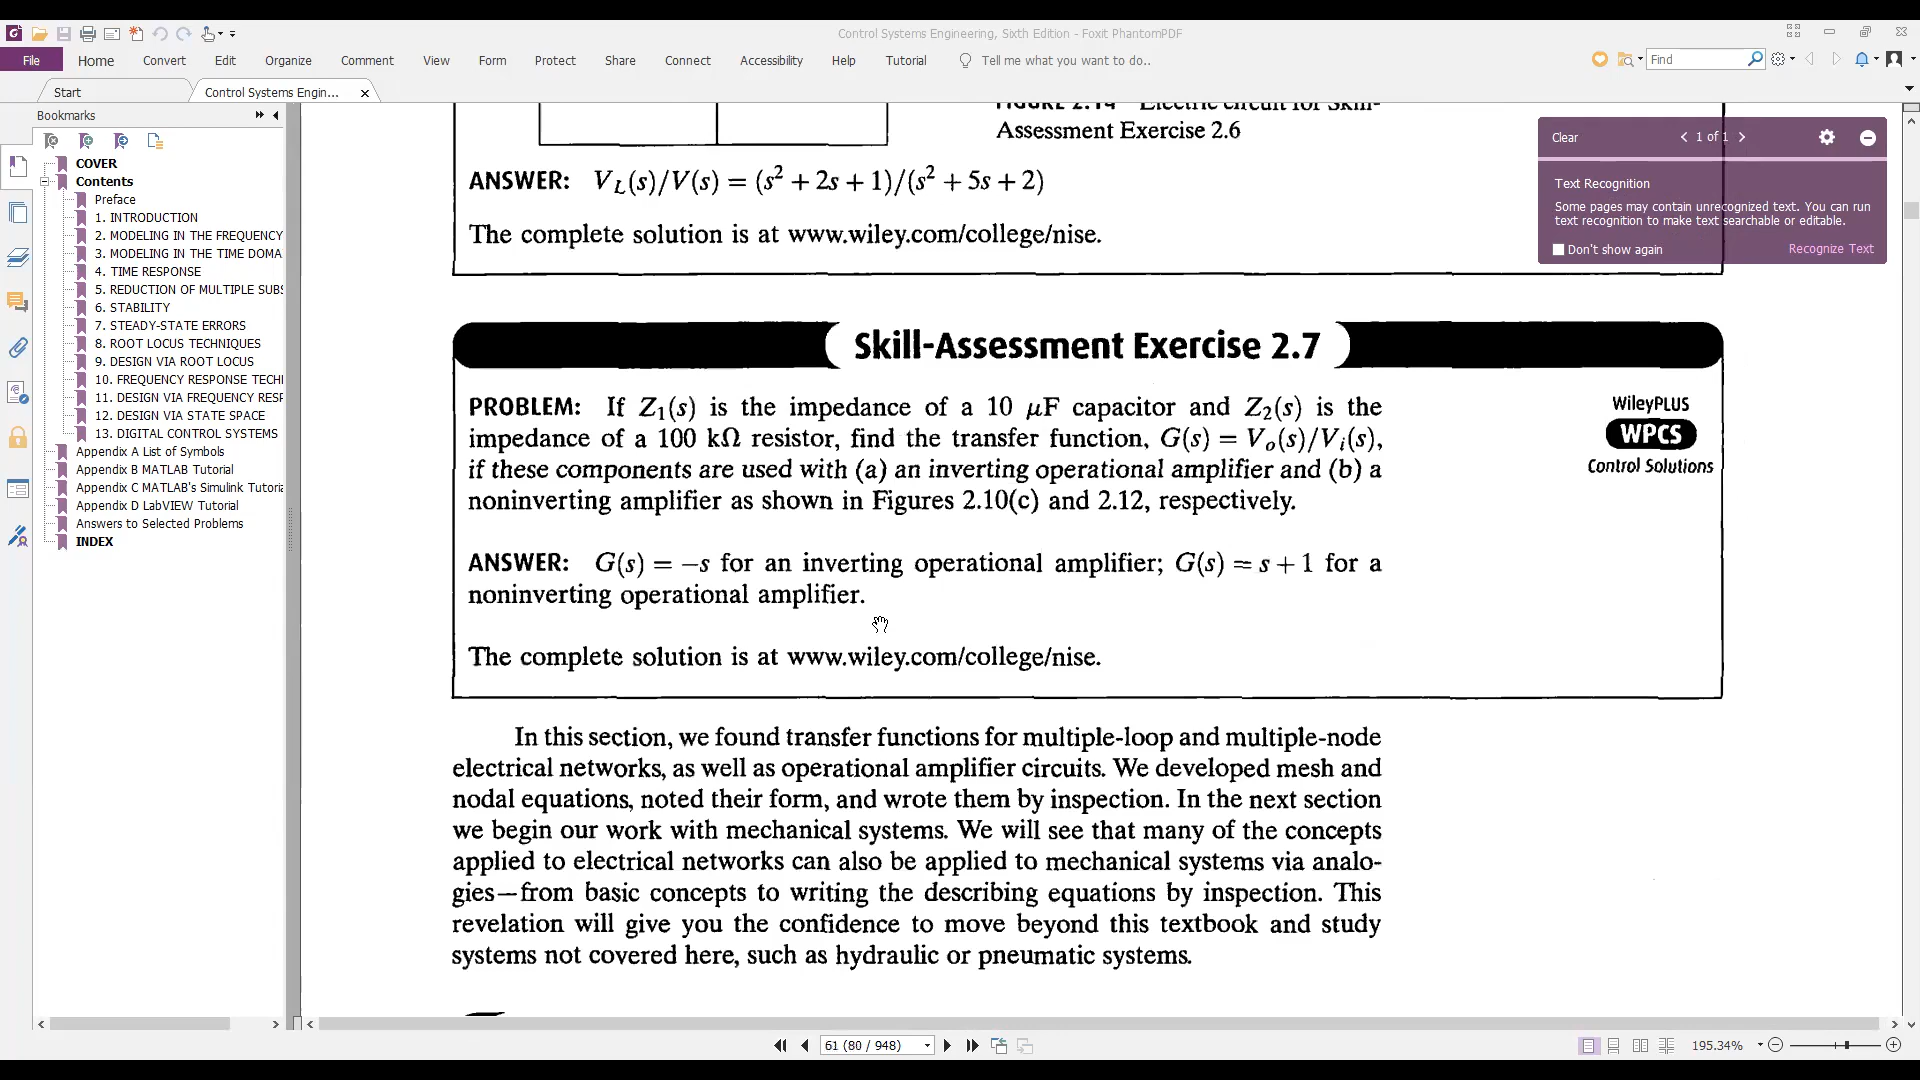 Control Systems Engineering, Sixth Edition - Foxit PhantomPDF
File Home Convert Edit Organize Comment View Form Protect Share Connect Accessibility Help Tutorial Tell me what you want to do.. Find
Start Control Systems Engin...
Bookmarks
COVER
Contents
Preface
1. INTRODUCTION
2. MODELING IN THE FREQUENCY
3. MODELING IN THE TIME DOMA
4. TIME RESPONSE
5. REDUCTION OF MULTIPLE SUBS
6. STABILITY
7. STEADY-STATE ERRORS
8. ROOT LOCUS TECHNIQUES
9. DESIGN VIA ROOT LOCUS
10. FREQUENCY RESPONSE TECH
11. DESIGN VIA FREQUENCY RESP
12. DESIGN VIA STATE SPACE
13. DIGITAL CONTROL SYSTEMS
Appendix A List of Symbols
Appendix B MATLAB Tutorial
Appendix C MATLAB's Simulink Tutoria
Appendix D LabVIEW Tutorial
Answers to Selected Problems
INDEX
FIGURE 2.14 Electric circuit for Skill-
Assessment Exercise 2.6
ANSWER: V_L(s)/V(s) = (s² + 2s + 1)/(s² + 5s + 2)
The complete solution is at www.wiley.com/college/nise.
Clear 1 of 1
Text Recognition
Some pages may contain unrecognized text. You can run
text recognition to make text searchable or editable.
Don't show again Recognize Text
Skill-Assessment Exercise 2.7
PROBLEM: If Z₁(s) is the impedance of a 10 μF capacitor and Z₂(s) is the
impedance of a 100 kΩ resistor, find the transfer function, G(s) = Vₒ(s)/Vᵢ(s),
if these components are used with (a) an inverting operational amplifier and (b) a
noninverting amplifier as shown in Figures 2.10(c) and 2.12, respectively.
WileyPLUS
WPCS
Control Solutions
ANSWER: G(s) = −s for an inverting operational amplifier; G(s) = s + 1 for a
noninverting operational amplifier.
The complete solution is at www.wiley.com/college/nise.
In this section, we found transfer functions for multiple-loop and multiple-node
electrical networks, as well as operational amplifier circuits. We developed mesh and
nodal equations, noted their form, and wrote them by inspection. In the next section
we begin our work with mechanical systems. We will see that many of the concepts
applied to electrical networks can also be applied to mechanical systems via analo-
gies—from basic concepts to writing the describing equations by inspection. This
revelation will give you the confidence to move beyond this textbook and study
systems not covered here, such as hydraulic or pneumatic systems.
61 (80 / 948) 195.34%